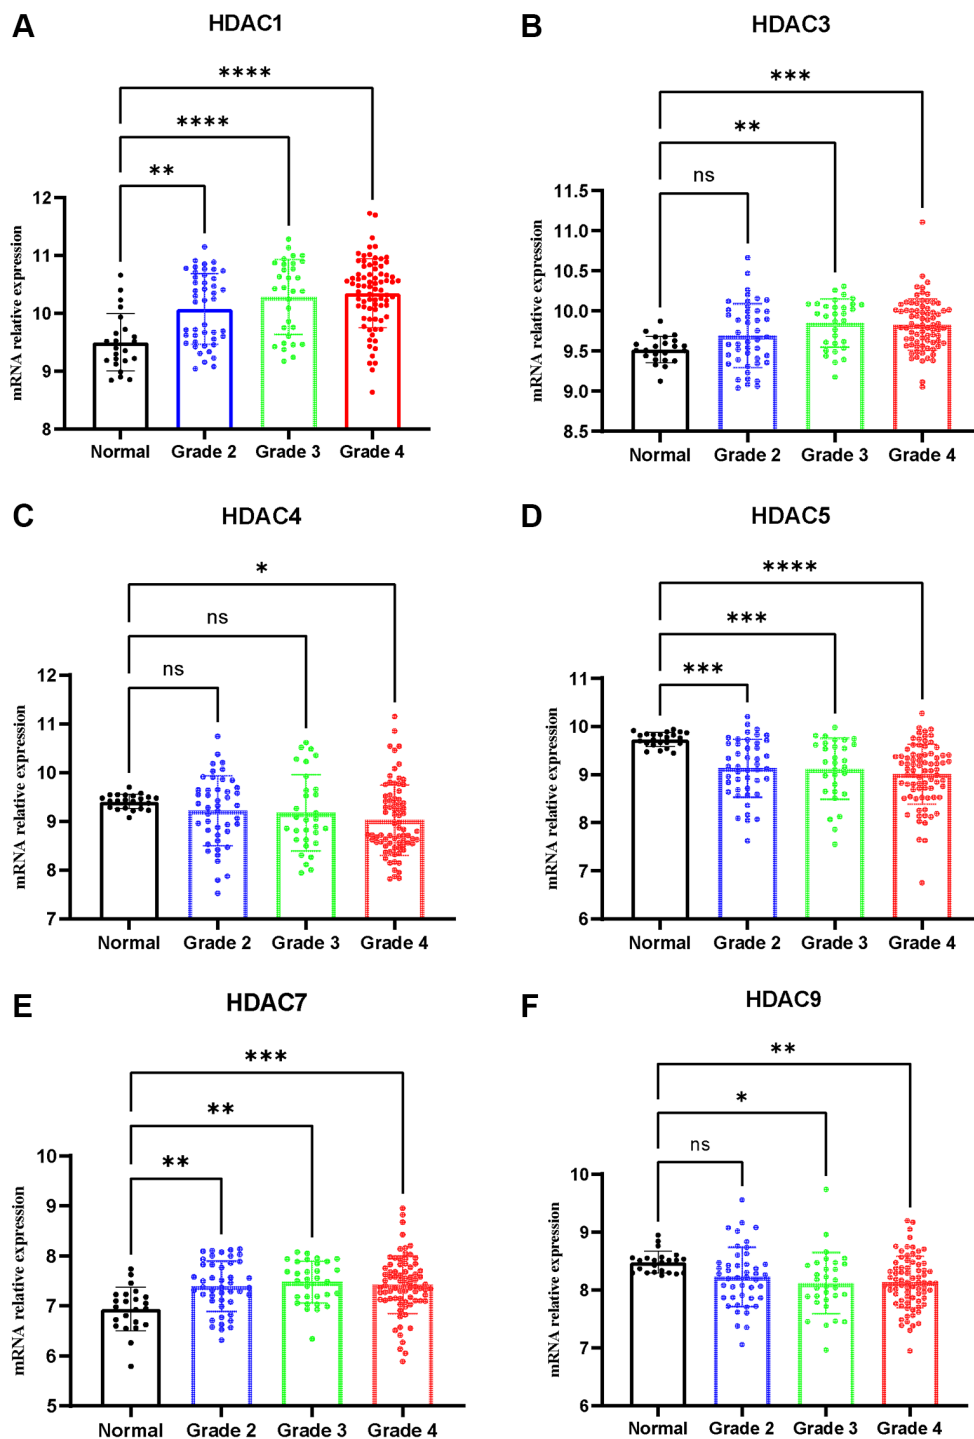 A
HDAC1
****
****
**
mRNA relative expression
12
11
10
9
8
Normal Grade 2 Grade 3 Grade 4
B
HDAC3
***
**
ns
mRNA relative expression
11.5
11.0
10.5
10.0
9.5
9.0
8.5
Normal Grade 2 Grade 3 Grade 4
C
HDAC4
*
ns
ns
mRNA relative expression
12
11
10
9
8
7
Normal Grade 2 Grade 3 Grade 4
D
HDAC5
****
***
***
mRNA relative expression
11
10
9
8
7
6
Normal Grade 2 Grade 3 Grade 4
E
HDAC7
***
**
**
mRNA relative expression
10
9
8
7
6
5
Normal Grade 2 Grade 3 Grade 4
F
HDAC9
**
*
ns
mRNA relative expression
10
9
8
7
6
Normal Grade 2 Grade 3 Grade 4